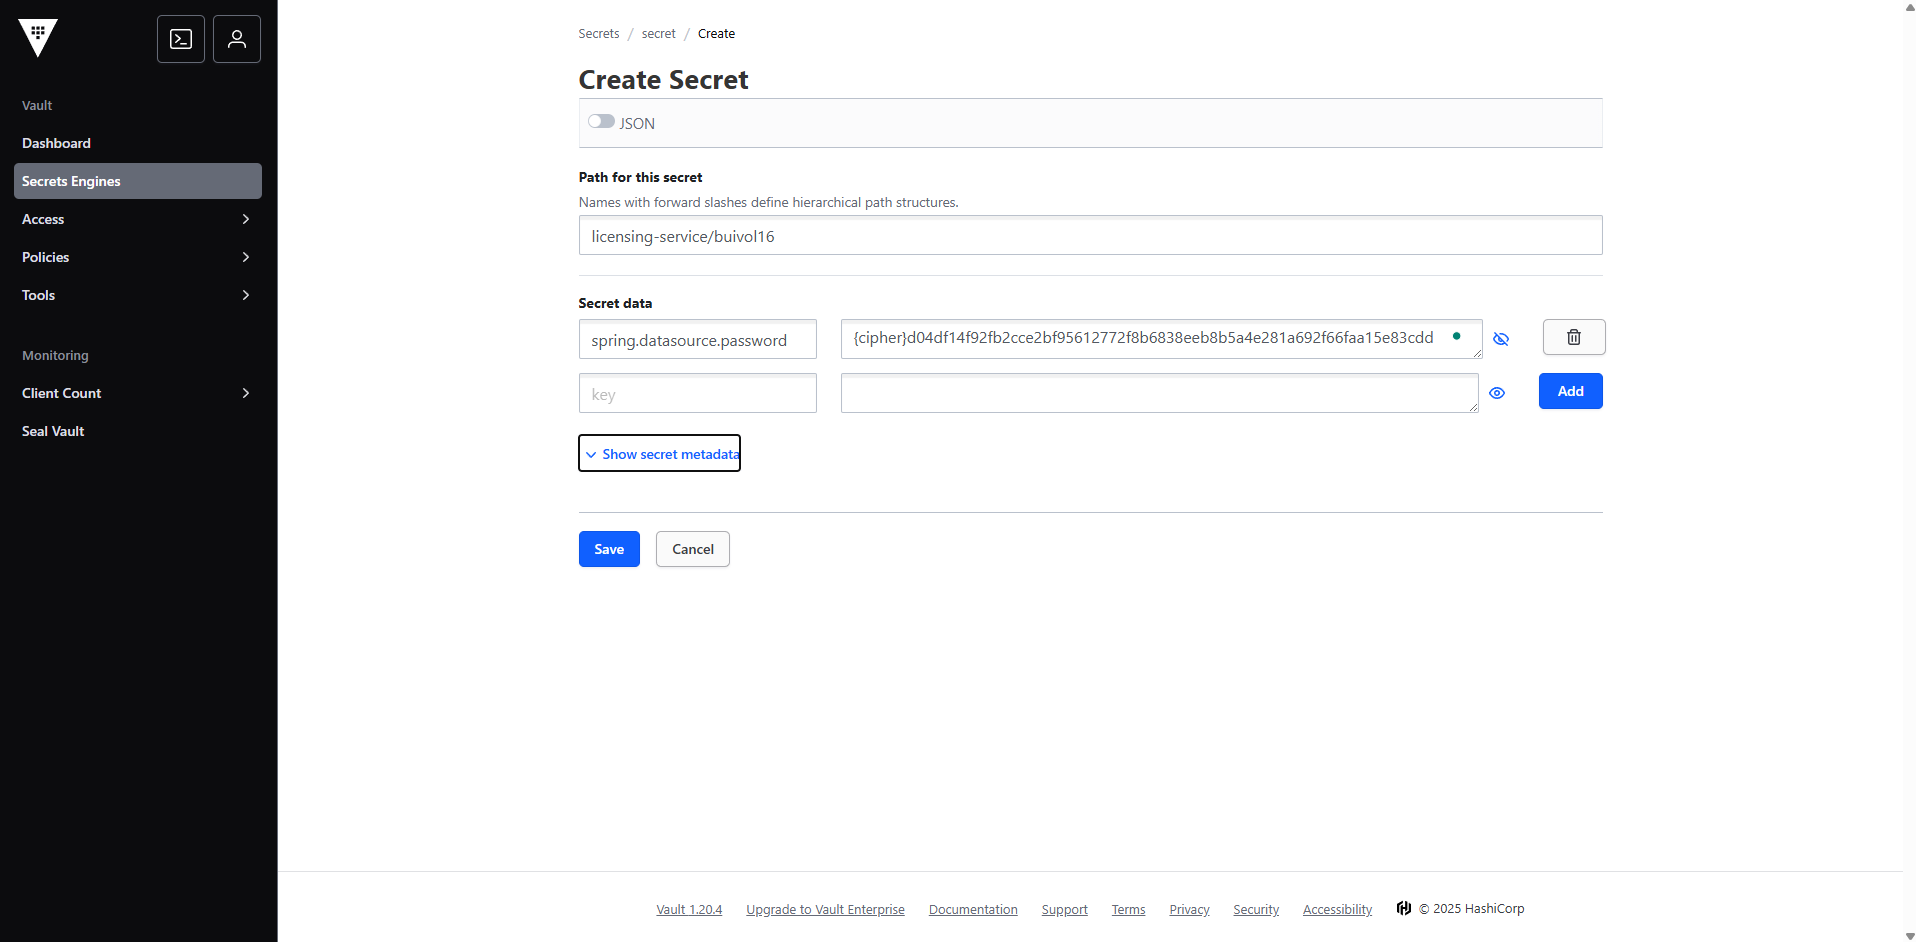 Vault
Dashboard
Secrets Engines
Access
Policies
Tools
Monitoring
Client Count
Seal Vault
Secrets / secret / Create
Create Secret
JSON
Path for this secret
Names with forward slashes define hierarchical path structures.
licensing-service/buivol16
Secret data
spring.datasource.password {cipher}d04df14f92fb2cce2bf95612772f8b6838eeb8b5a4e281a692f66faa15e83cdd
key Add
Show secret metadata
Save Cancel
Vault 1.20.4 Upgrade to Vault Enterprise Documentation Support Terms Privacy Security Accessibility © 2025 HashiCorp